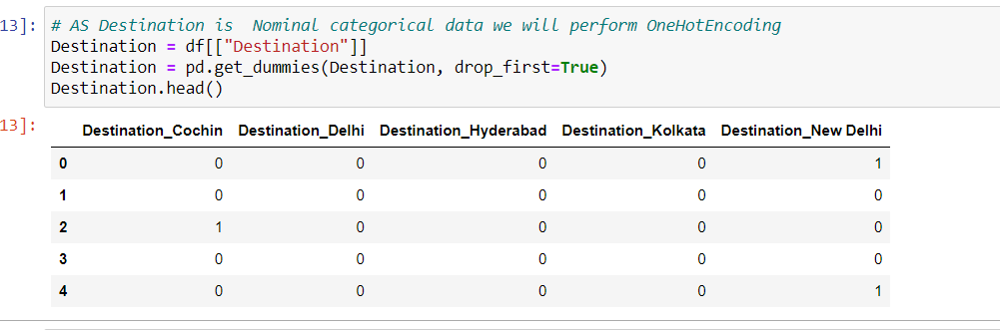 13]: # AS Destination is  Nominal categorical data we will perform OneHotEncoding
Destination = df[["Destination"]]
Destination = pd.get_dummies(Destination, drop_first=True)
Destination.head()
13]:
Destination_Cochin Destination_Delhi Destination_Hyderabad Destination_Kolkata Destination_New Delhi
0 0 0 0 0 1
1 0 0 0 0 0
2 1 0 0 0 0
3 0 0 0 0 0
4 0 0 0 0 1